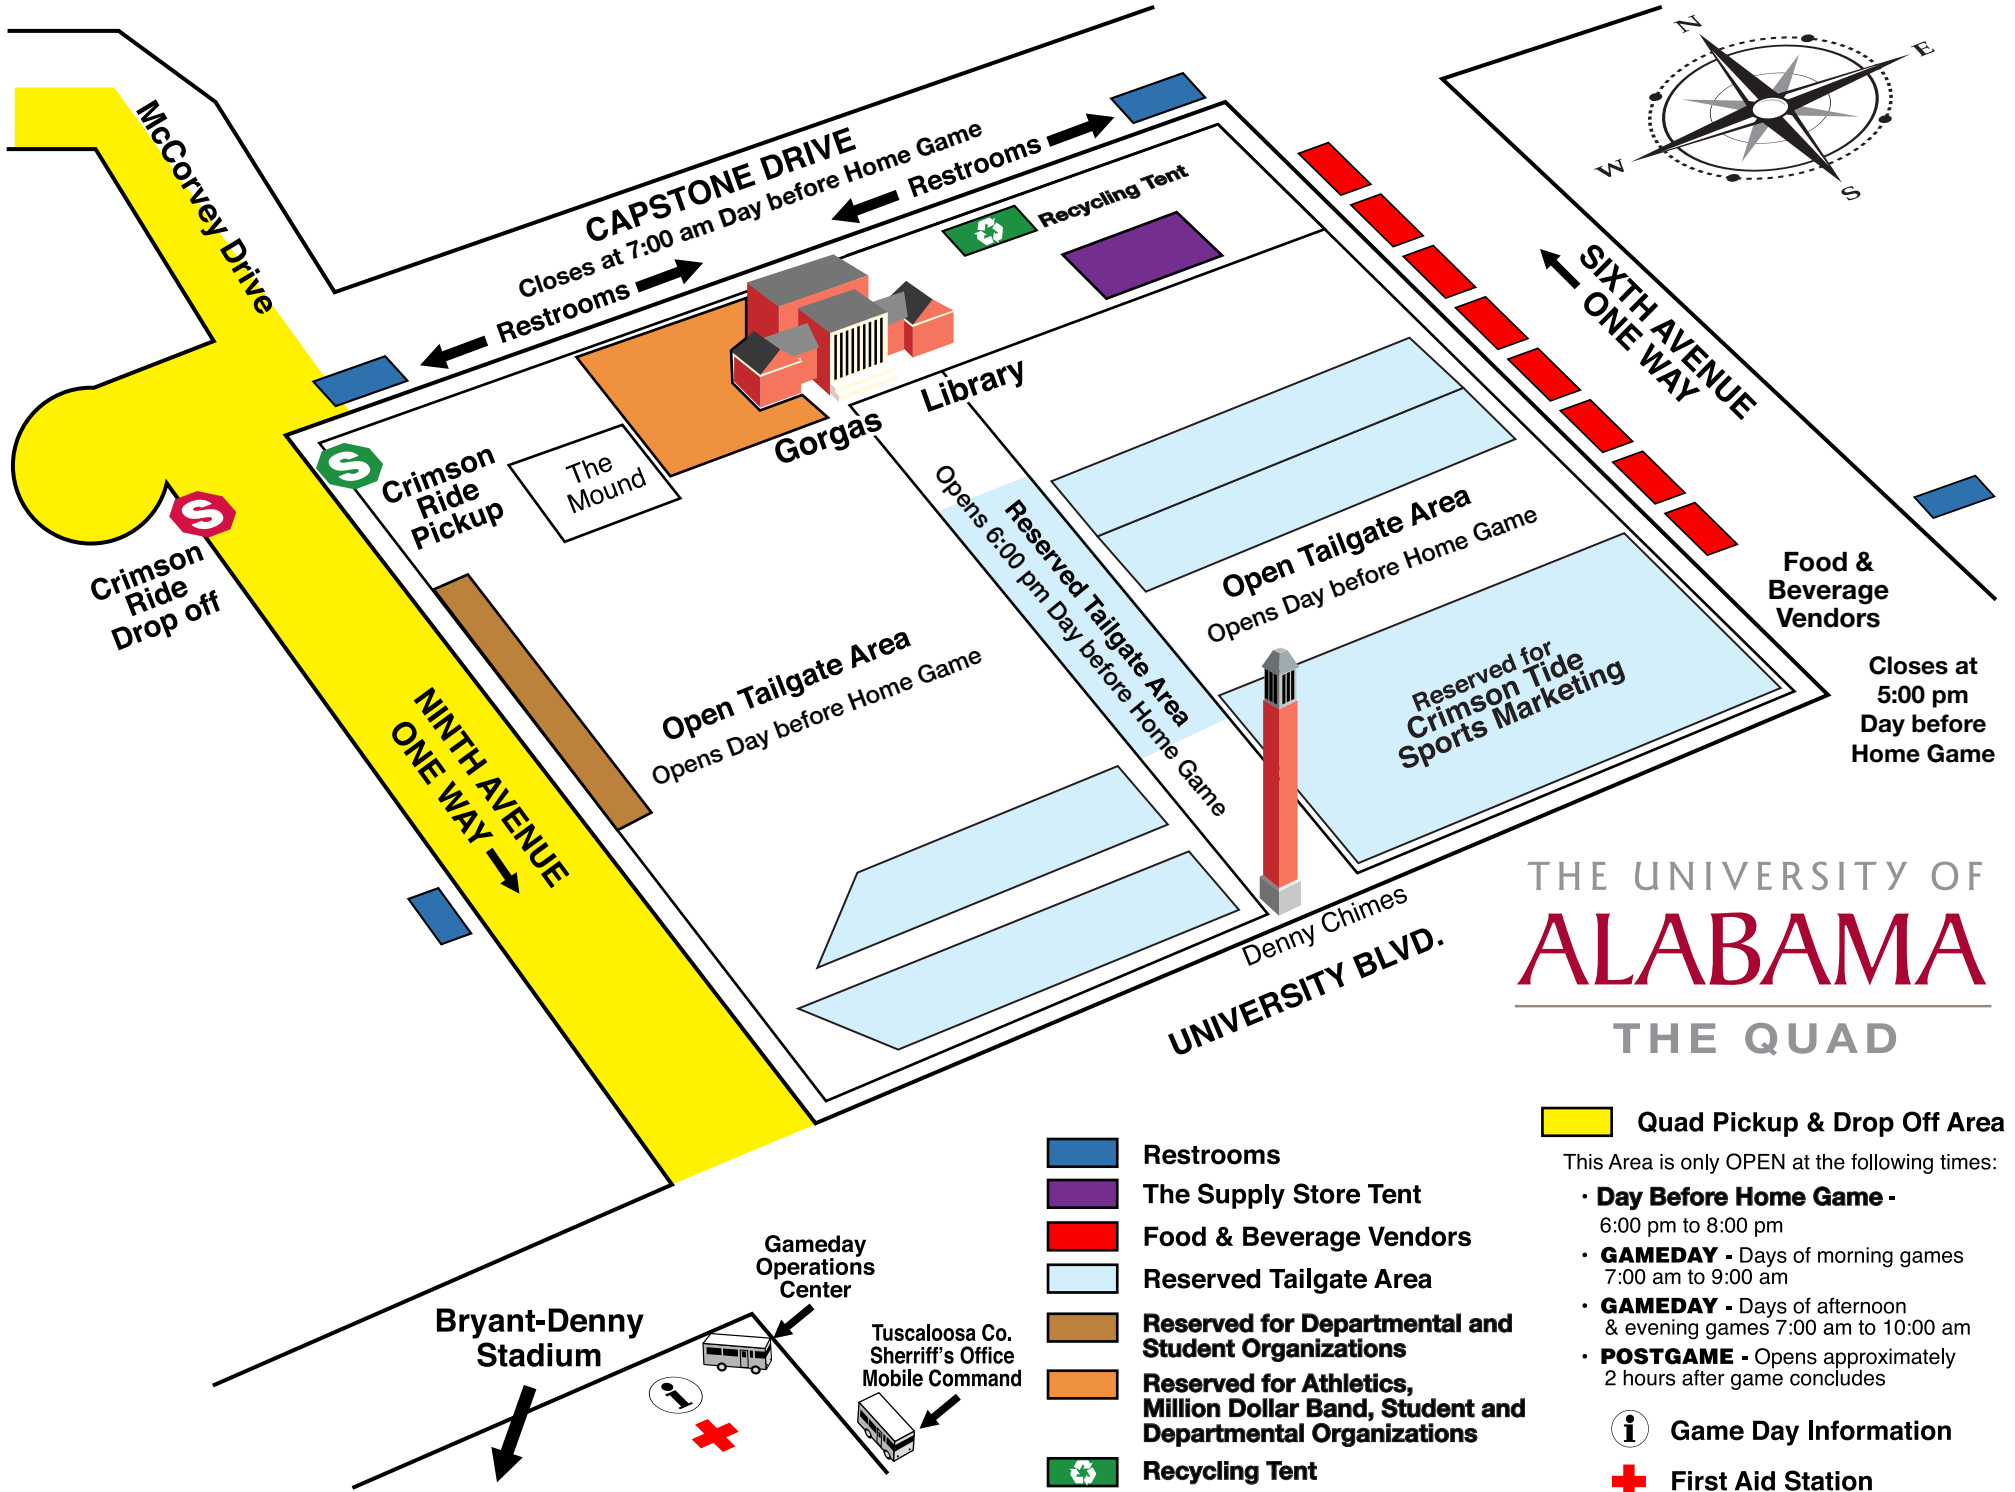 N
E
W
S
McCorvey Drive
CAPSTONE DRIVE
Closes at 7:00 am Day before Home Game
Restrooms
Restrooms
Recycling Tent
SIXTH AVENUE
ONE WAY
Gorgas Library
The
Mound
S
Crimson
Ride
Pickup
S
Crimson
Ride
Drop off
Reserved Tailgate Area
Opens 6:00 pm Day before Home Game
Open Tailgate Area
Opens Day before Home Game
Open Tailgate Area
Opens Day before Home Game
Reserved for
Crimson Tide
Sports Marketing
Food &
Beverage
Vendors
Closes at
5:00 pm
Day before
Home Game
NINTH AVENUE
ONE WAY
Denny Chimes
UNIVERSITY BLVD.
THE UNIVERSITY OF
ALABAMA
THE QUAD
Gameday
Operations
Center
Bryant-Denny
Stadium
Tuscaloosa Co.
Sherriff's Office
Mobile Command
i
Restrooms
The Supply Store Tent
Food & Beverage Vendors
Reserved Tailgate Area
Reserved for Departmental and
Student Organizations
Reserved for Athletics,
Million Dollar Band, Student and
Departmental Organizations
Recycling Tent
Quad Pickup & Drop Off Area
This Area is only OPEN at the following times:
· Day Before Home Game -
6:00 pm to 8:00 pm
· GAMEDAY - Days of morning games
7:00 am to 9:00 am
· GAMEDAY - Days of afternoon
& evening games 7:00 am to 10:00 am
· POSTGAME - Opens approximately
2 hours after game concludes
i Game Day Information
First Aid Station